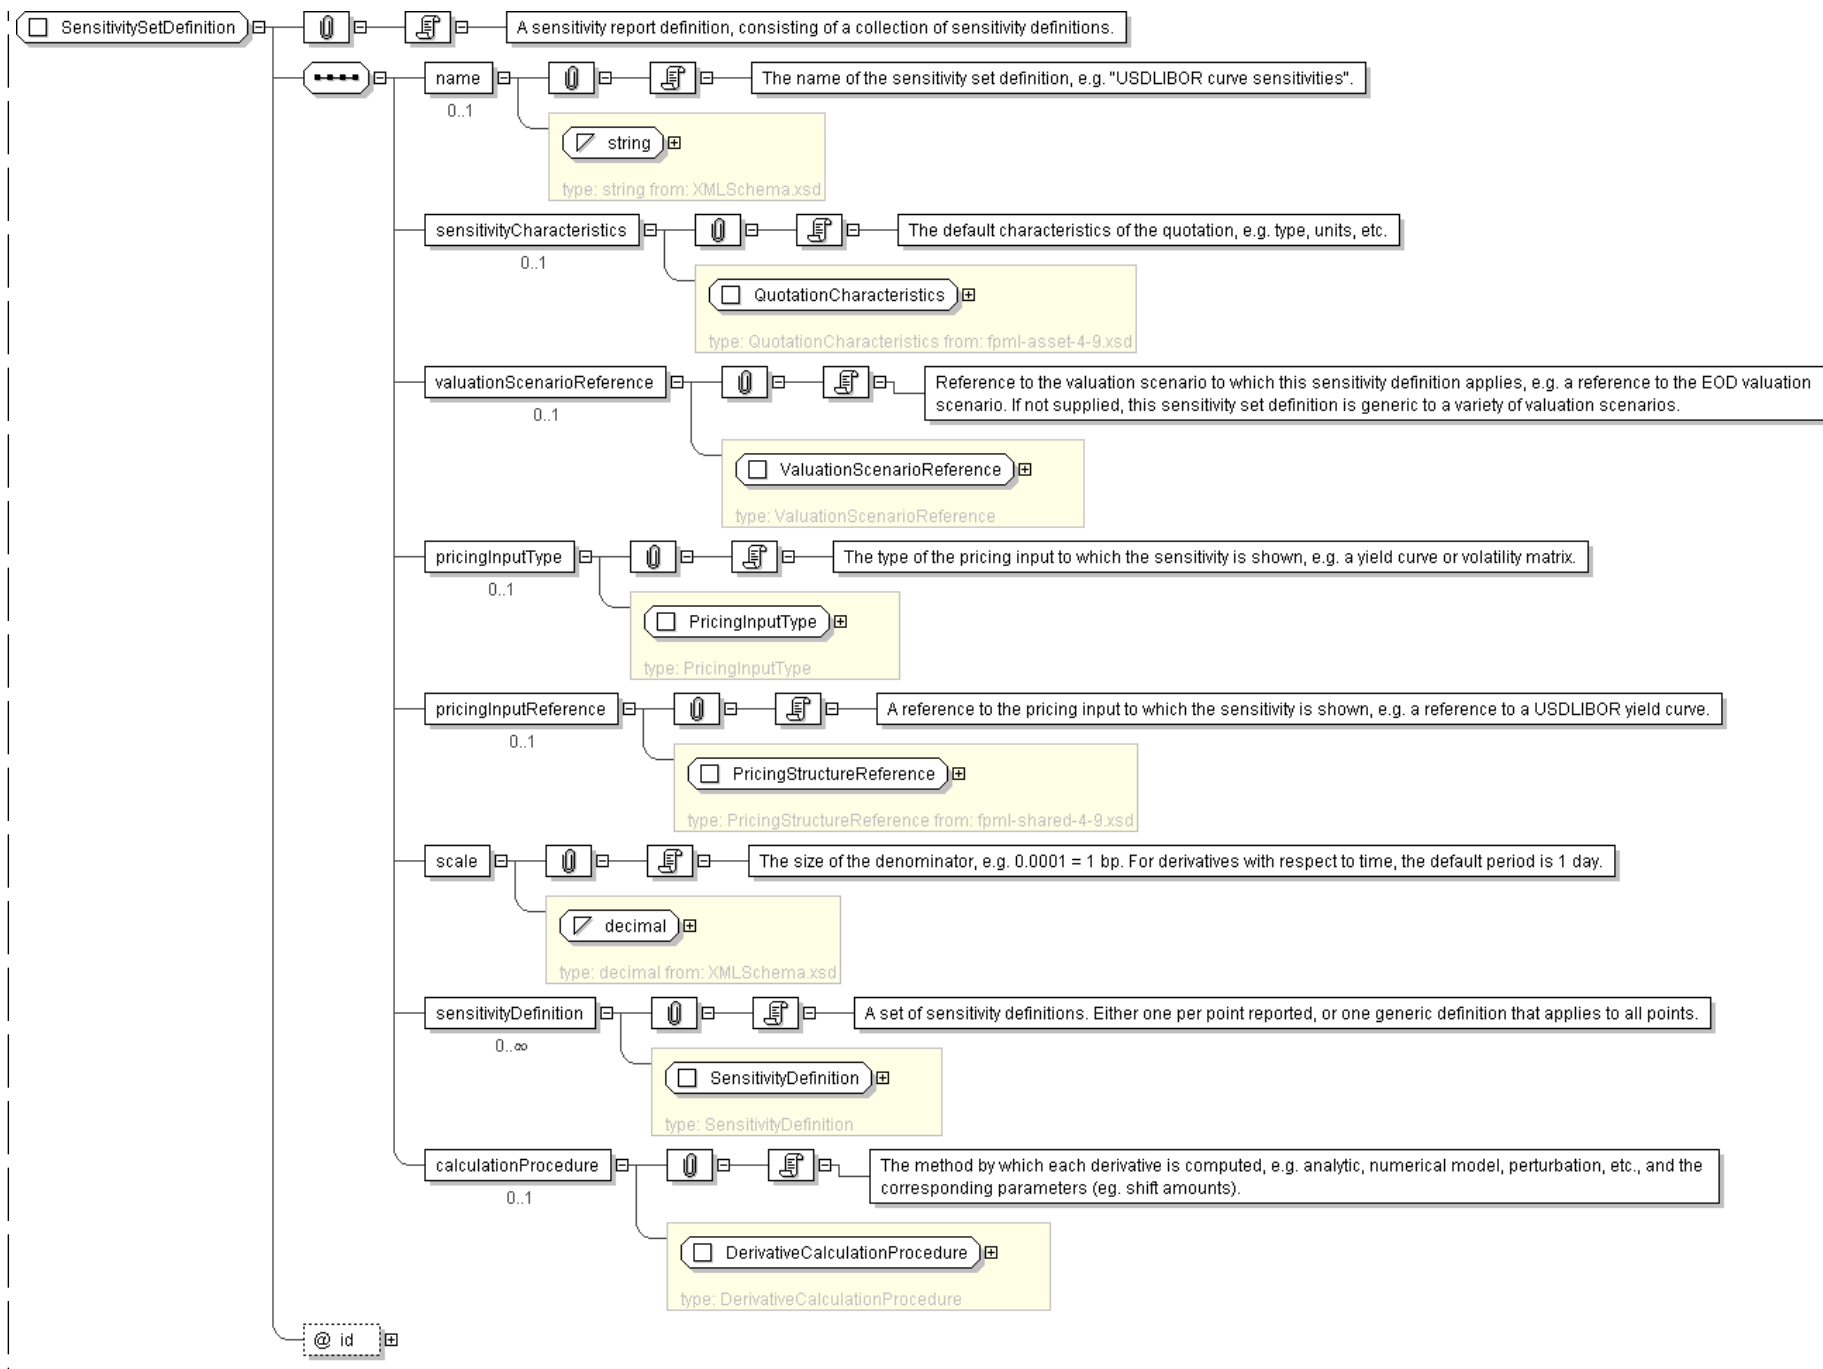 SensitivitySetDefinition
A sensitivity report definition, consisting of a collection of sensitivity definitions.
name
The name of the sensitivity set definition, e.g. "USDLIBOR curve sensitivities".
0..1
string
type: string from: XMLSchema.xsd
sensitivityCharacteristics
The default characteristics of the quotation, e.g. type, units, etc.
0..1
QuotationCharacteristics
type: QuotationCharacteristics from: fpml-asset-4-9.xsd
valuationScenarioReference
Reference to the valuation scenario to which this sensitivity definition applies, e.g. a reference to the EOD valuation
scenario. If not supplied, this sensitivity set definition is generic to a variety of valuation scenarios.
0..1
ValuationScenarioReference
type: ValuationScenarioReference
pricingInputType
The type of the pricing input to which the sensitivity is shown, e.g. a yield curve or volatility matrix.
0..1
PricingInputType
type: PricingInputType
pricingInputReference
A reference to the pricing input to which the sensitivity is shown, e.g. a reference to a USDLIBOR yield curve.
0..1
PricingStructureReference
type: PricingStructureReference from: fpml-shared-4-9.xsd
scale
The size of the denominator, e.g. 0.0001 = 1 bp. For derivatives with respect to time, the default period is 1 day.
decimal
type: decimal from: XMLSchema.xsd
sensitivityDefinition
A set of sensitivity definitions. Either one per point reported, or one generic definition that applies to all points.
0..∞
SensitivityDefinition
type: SensitivityDefinition
calculationProcedure
The method by which each derivative is computed, e.g. analytic, numerical model, perturbation, etc., and the
corresponding parameters (eg. shift amounts).
0..1
DerivativeCalculationProcedure
type: DerivativeCalculationProcedure
@ id